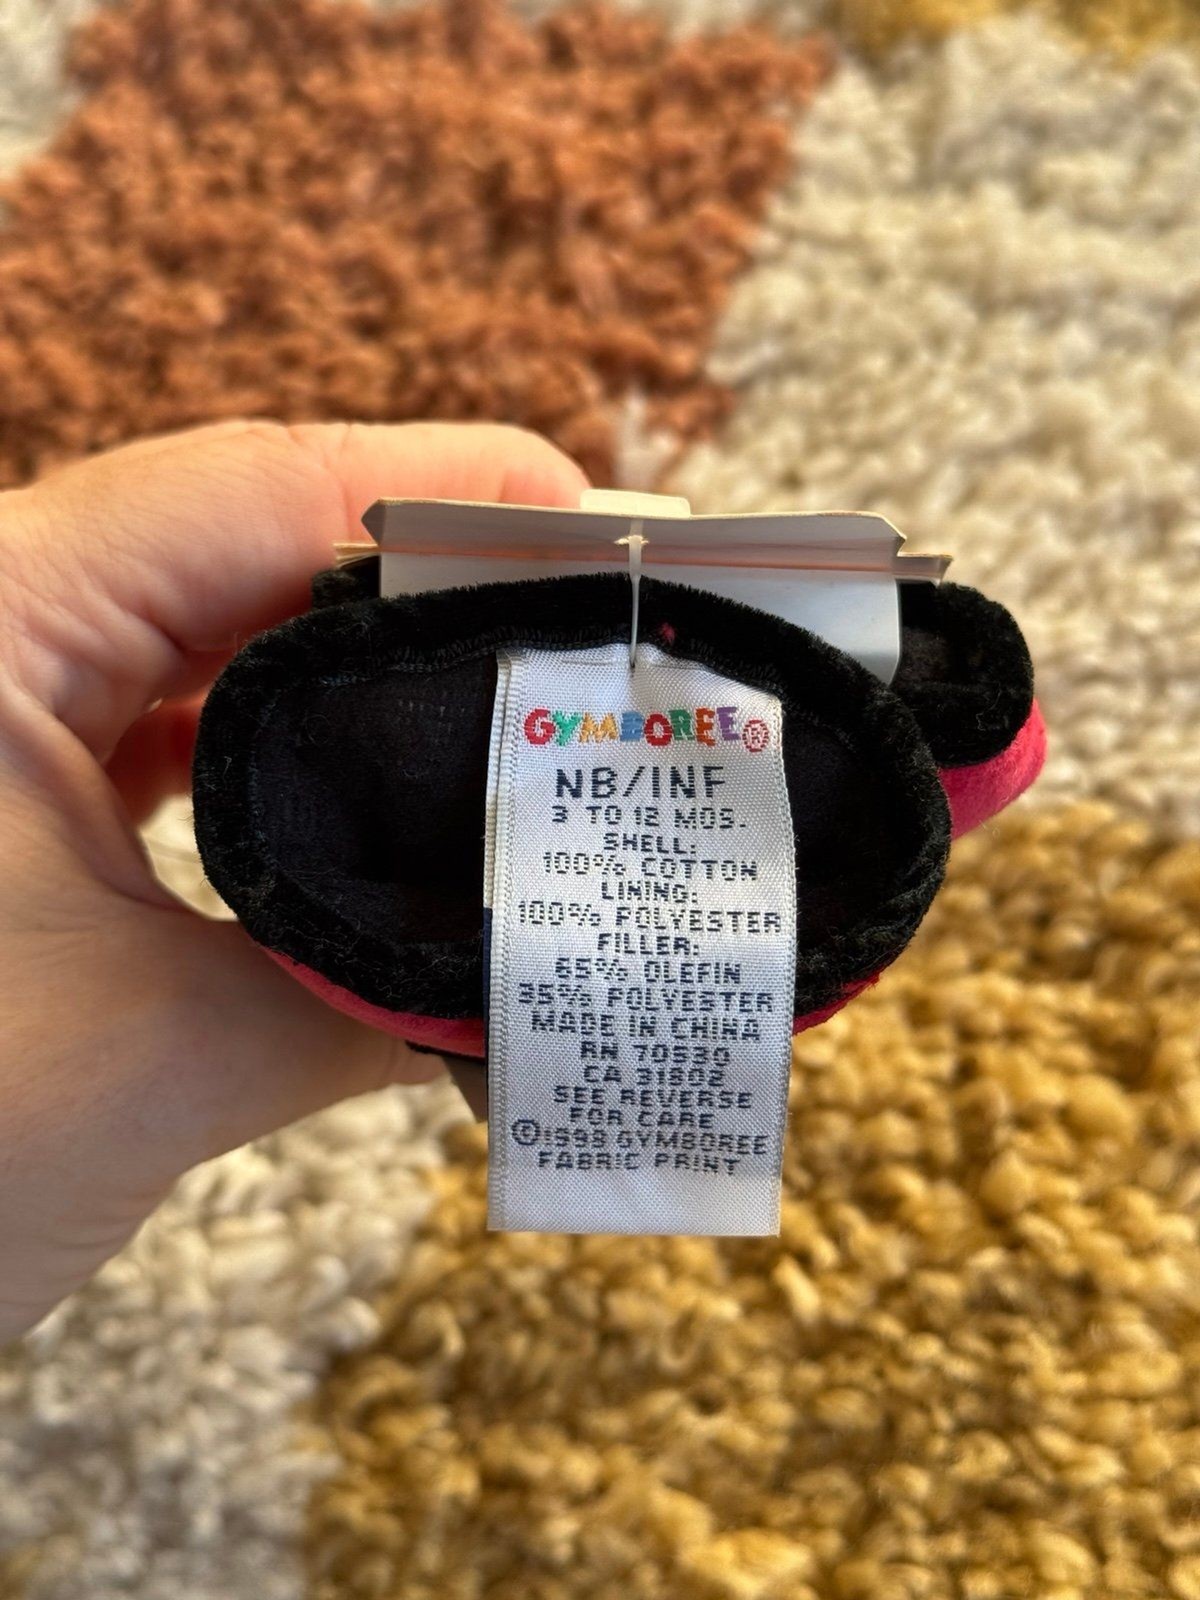 GYMBOREE®
NB/INF
3 TO 12 MOS.
SHELL:
100% COTTON
LINING:
100% POLYESTER
FILLER:
65% OLEFIN
35% POLYESTER
MADE IN CHINA
RN 70539
CA 31802
SEE REVERSE
FOR CARE
©1998 GYMBOREE
FABRIC PRINT